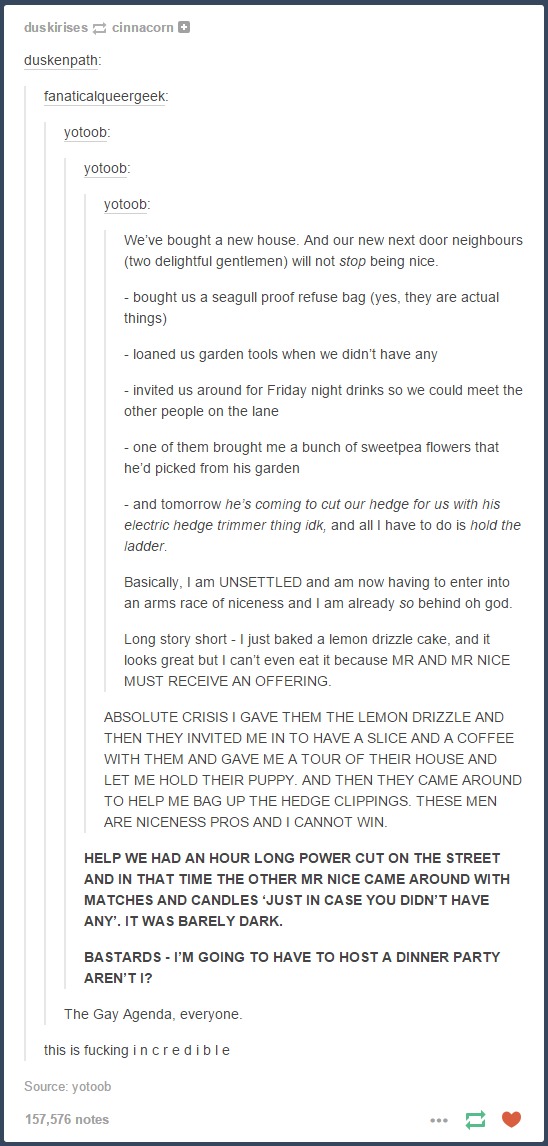 duskirises cinnacorn
duskenpath:
fanaticalqueergeek:
yotoob:
yotoob:
yotoob:
We've bought a new house. And our new next door neighbours
(two delightful gentlemen) will not stop being nice.
- bought us a seagull proof refuse bag (yes, they are actual
things)
- loaned us garden tools when we didn't have any
- invited us around for Friday night drinks so we could meet the
other people on the lane
- one of them brought me a bunch of sweetpea flowers that
he'd picked from his garden
- and tomorrow he's coming to cut our hedge for us with his
electric hedge trimmer thing idk, and all I have to do is hold the
ladder.
Basically, I am UNSETTLED and am now having to enter into
an arms race of niceness and I am already so behind oh god.
Long story short - I just baked a lemon drizzle cake, and it
looks great but I can't even eat it because MR AND MR NICE
MUST RECEIVE AN OFFERING.
ABSOLUTE CRISIS I GAVE THEM THE LEMON DRIZZLE AND
THEN THEY INVITED ME IN TO HAVE A SLICE AND A COFFEE
WITH THEM AND GAVE ME A TOUR OF THEIR HOUSE AND
LET ME HOLD THEIR PUPPY. AND THEN THEY CAME AROUND
TO HELP ME BAG UP THE HEDGE CLIPPINGS. THESE MEN
ARE NICENESS PROS AND I CANNOT WIN.
HELP WE HAD AN HOUR LONG POWER CUT ON THE STREET
AND IN THAT TIME THE OTHER MR NICE CAME AROUND WITH
MATCHES AND CANDLES 'JUST IN CASE YOU DIDN'T HAVE
ANY'. IT WAS BARELY DARK.
BASTARDS - I'M GOING TO HAVE TO HOST A DINNER PARTY
AREN'T I?
The Gay Agenda, everyone.
this is fucking i n c r e d i b l e
Source: yotoob
157,576 notes